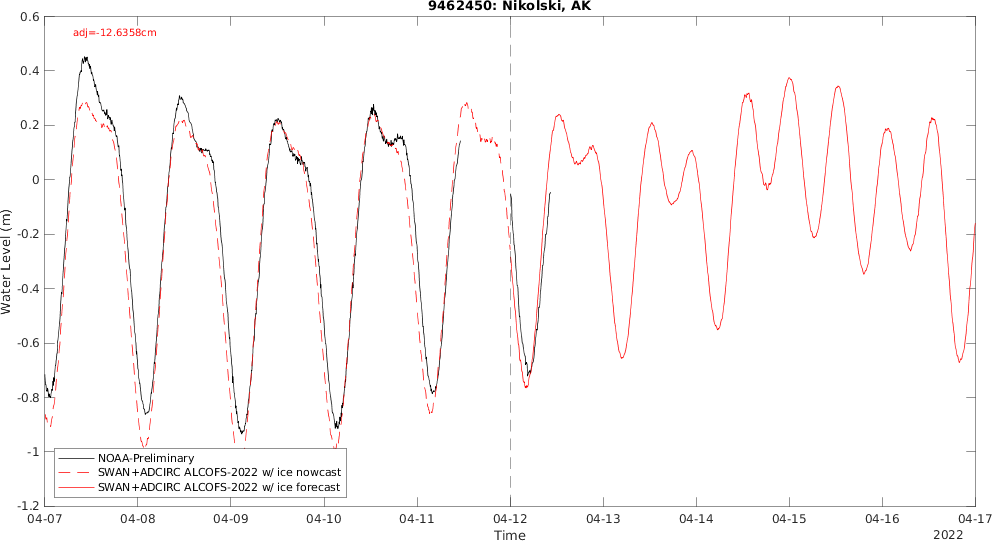 9462450: Nikolski, AK
adj=-12.6358cm
0.6
0.4
0.2
0
-0.2
-0.4
-0.6
-0.8
-1
-1.2
Water Level (m)
NOAA-Preliminary
SWAN+ADCIRC ALCOFS-2022 w/ ice nowcast
SWAN+ADCIRC ALCOFS-2022 w/ ice forecast
04-07 04-08 04-09 04-10 04-11 04-12 04-13 04-14 04-15 04-16 04-17
Time
2022